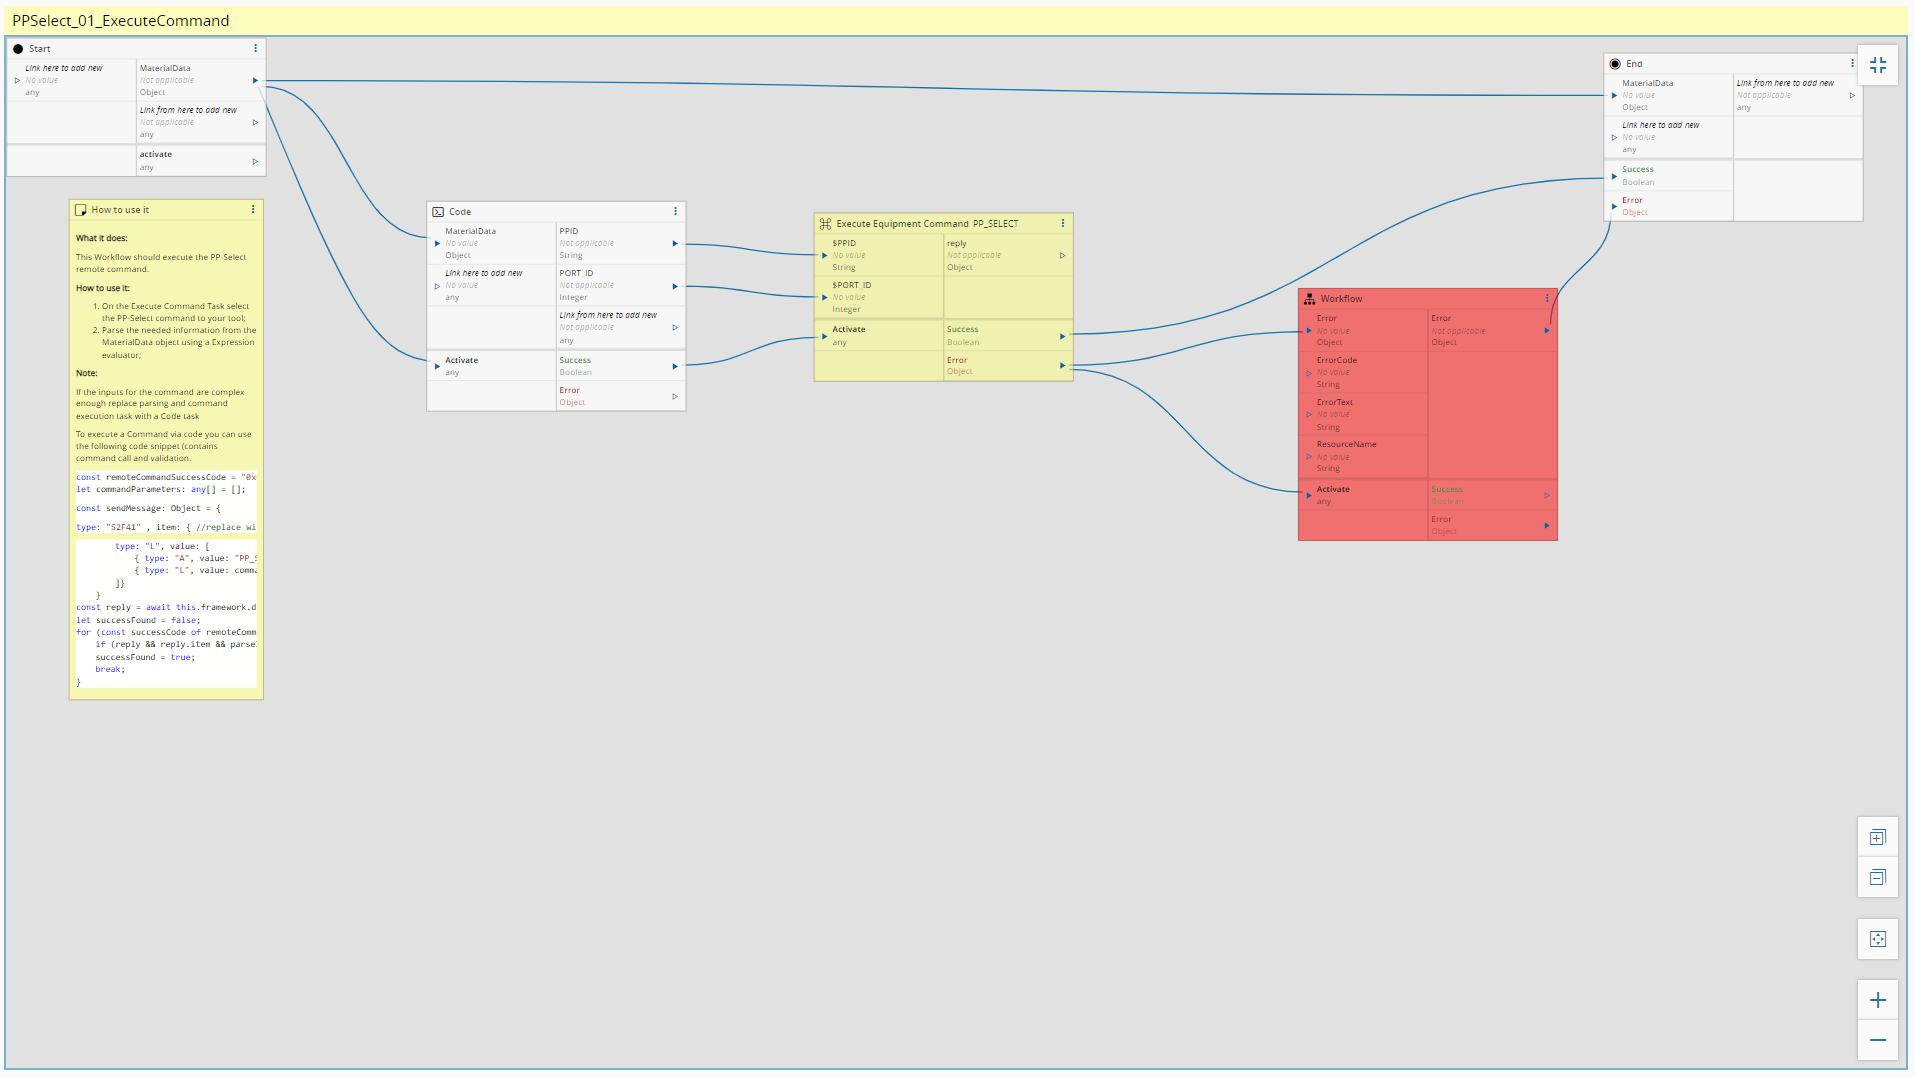 PPSelect_01_ExecuteCommand
Start
Link here to add new
No value
any
MaterialData
Not applicable
Object
Link from here to add new
Not applicable
any
activate
any
How to use it
What it does:
This Workflow should execute the PP-Select
remote command.
How to use it:
1. On the Execute Command Task select
the PP-Select command to your tool;
2. Parse the needed information from the
MaterialData object using a Expression
evaluator;
Note:
If the inputs for the command are complex
enough replace parsing and command
execution task with a Code task
To execute a Command via code you can use
the following code snippet (contains
command call and validation.
const remoteCommandSuccessCode = "0x
let commandParameters: any[] = [];
const sendMessage: Object = {
type: "S2F41" , item: { //replace wi
type: "L", value: [
{ type: "A", value: "PP_S
{ type: "L", value: comma
]}
}
const reply = await this.framework.d
let successFound = false;
for (const successCode of remoteComm
if (reply && reply.item && parse
successFound = true;
break;
}
Code
MaterialData
No value
Object
Link here to add new
No value
any
PPID
Not applicable
String
PORT_ID
Not applicable
Integer
Link from here to add new
Not applicable
any
Activate
any
Success
Boolean
Error
Object
Execute Equipment Command PP_SELECT
$PPID
No value
String
$PORT_ID
No value
Integer
reply
Not applicable
Object
Activate
any
Success
Boolean
Error
Object
Workflow
Error
No value
Object
ErrorCode
No value
String
ErrorText
No value
String
ResourceName
No value
String
Error
Not applicable
Object
Activate
any
Success
Boolean
Error
Object
End
MaterialData
No value
Object
Link here to add new
No value
any
Link from here to add new
Not applicable
any
Success
Boolean
Error
Object